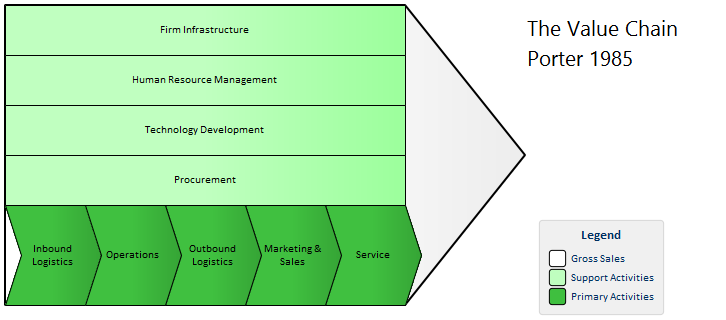 Firm Infrastructure
The Value Chain
Porter 1985
Human Resource Management
Technology Development
Procurement
Inbound
Logistics
Operations
Outbound
Logistics
Marketing &
Sales
Service
Legend
Gross Sales
Support Activities
Primary Activities